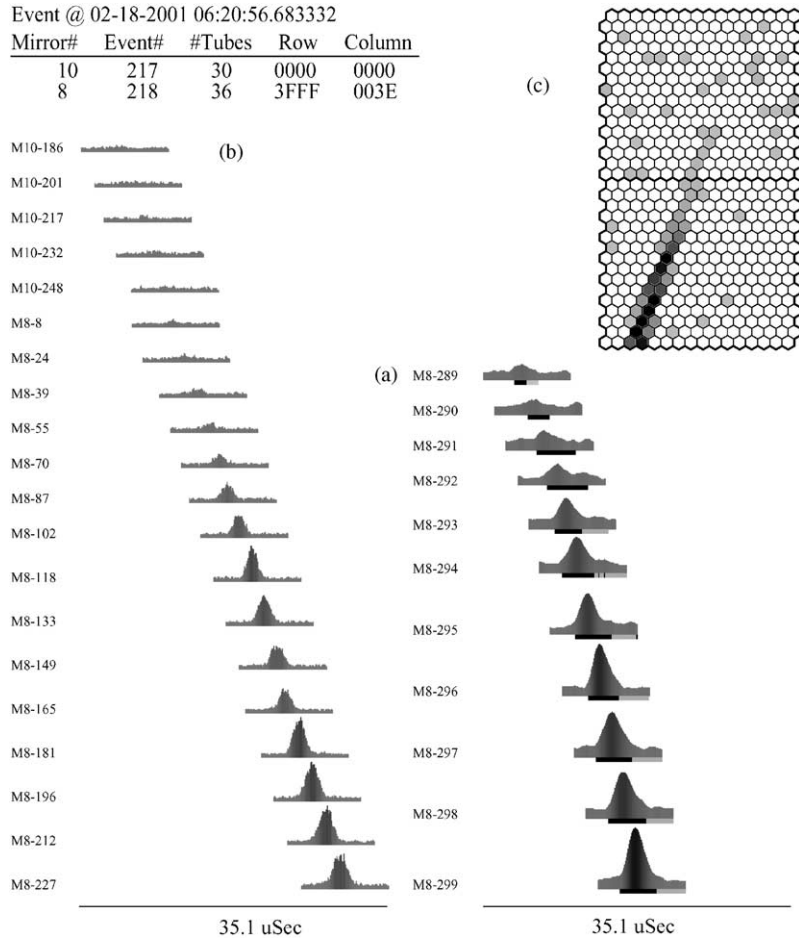 Event @ 02-18-2001 06:20:56.683332
Mirror# Event# #Tubes Row Column
10 217 30 0000 0000
8 218 36 3FFF 003E
(c)
(b)
M10-186
M10-201
M10-217
M10-232
M10-248
M8-8
M8-24
M8-39
M8-55
M8-70
M8-87
M8-102
M8-118
M8-133
M8-149
M8-165
M8-181
M8-196
M8-212
M8-227
35.1 uSec
(a)
M8-289
M8-290
M8-291
M8-292
M8-293
M8-294
M8-295
M8-296
M8-297
M8-298
M8-299
35.1 uSec